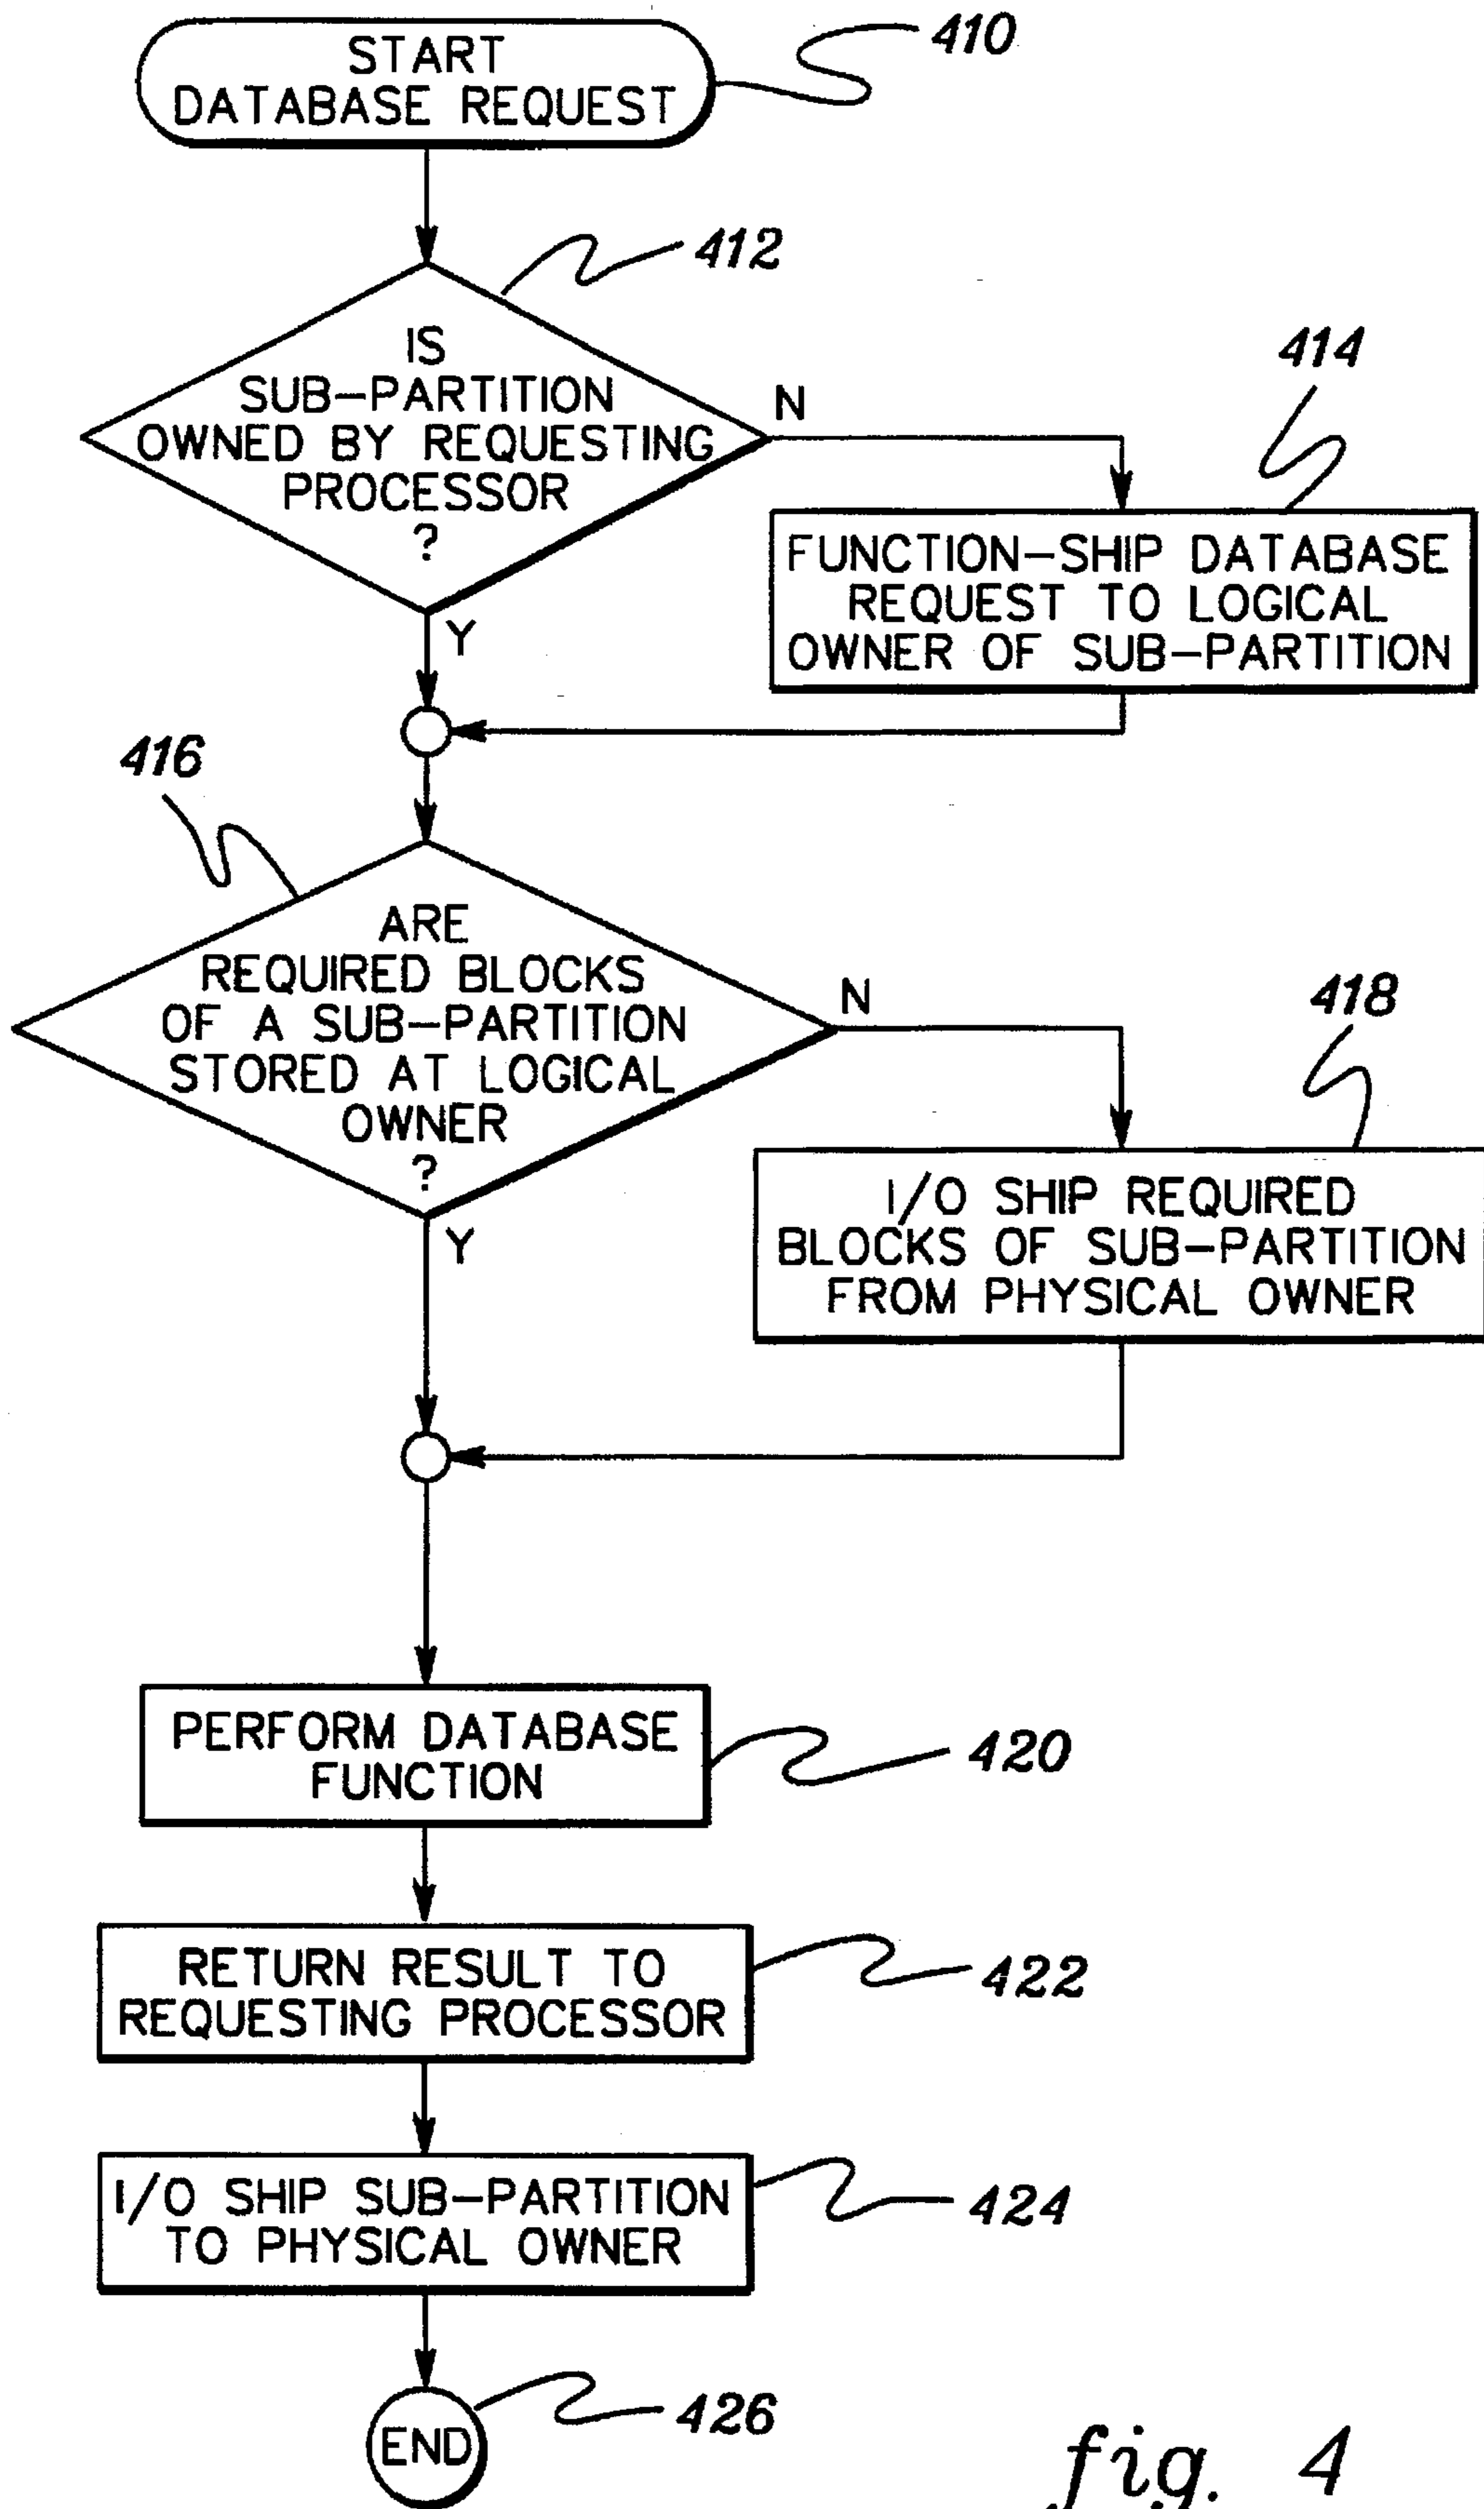 START
DATABASE REQUEST
410
412
IS
SUB-PARTITION
OWNED BY REQUESTING
PROCESSOR
?
N
Y
414
FUNCTION-SHIP DATABASE
REQUEST TO LOGICAL
OWNER OF SUB-PARTITION
416
ARE
REQUIRED BLOCKS
OF A SUB-PARTITION
STORED AT LOGICAL
OWNER
?
N
Y
418
I/O SHIP REQUIRED
BLOCKS OF SUB-PARTITION
FROM PHYSICAL OWNER
PERFORM DATABASE
FUNCTION
420
RETURN RESULT TO
REQUESTING PROCESSOR
422
I/O SHIP SUB-PARTITION
TO PHYSICAL OWNER
424
END
426
fig. 4